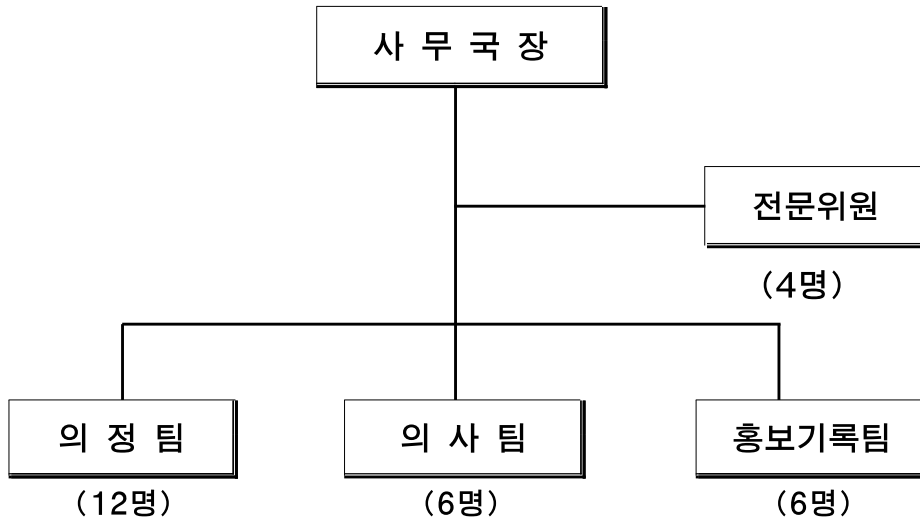 사 무 국 장
전문위원
(4명)
의 정 팀
의 사 팀
홍보기록팀
(12명)
(6명)
(6명)